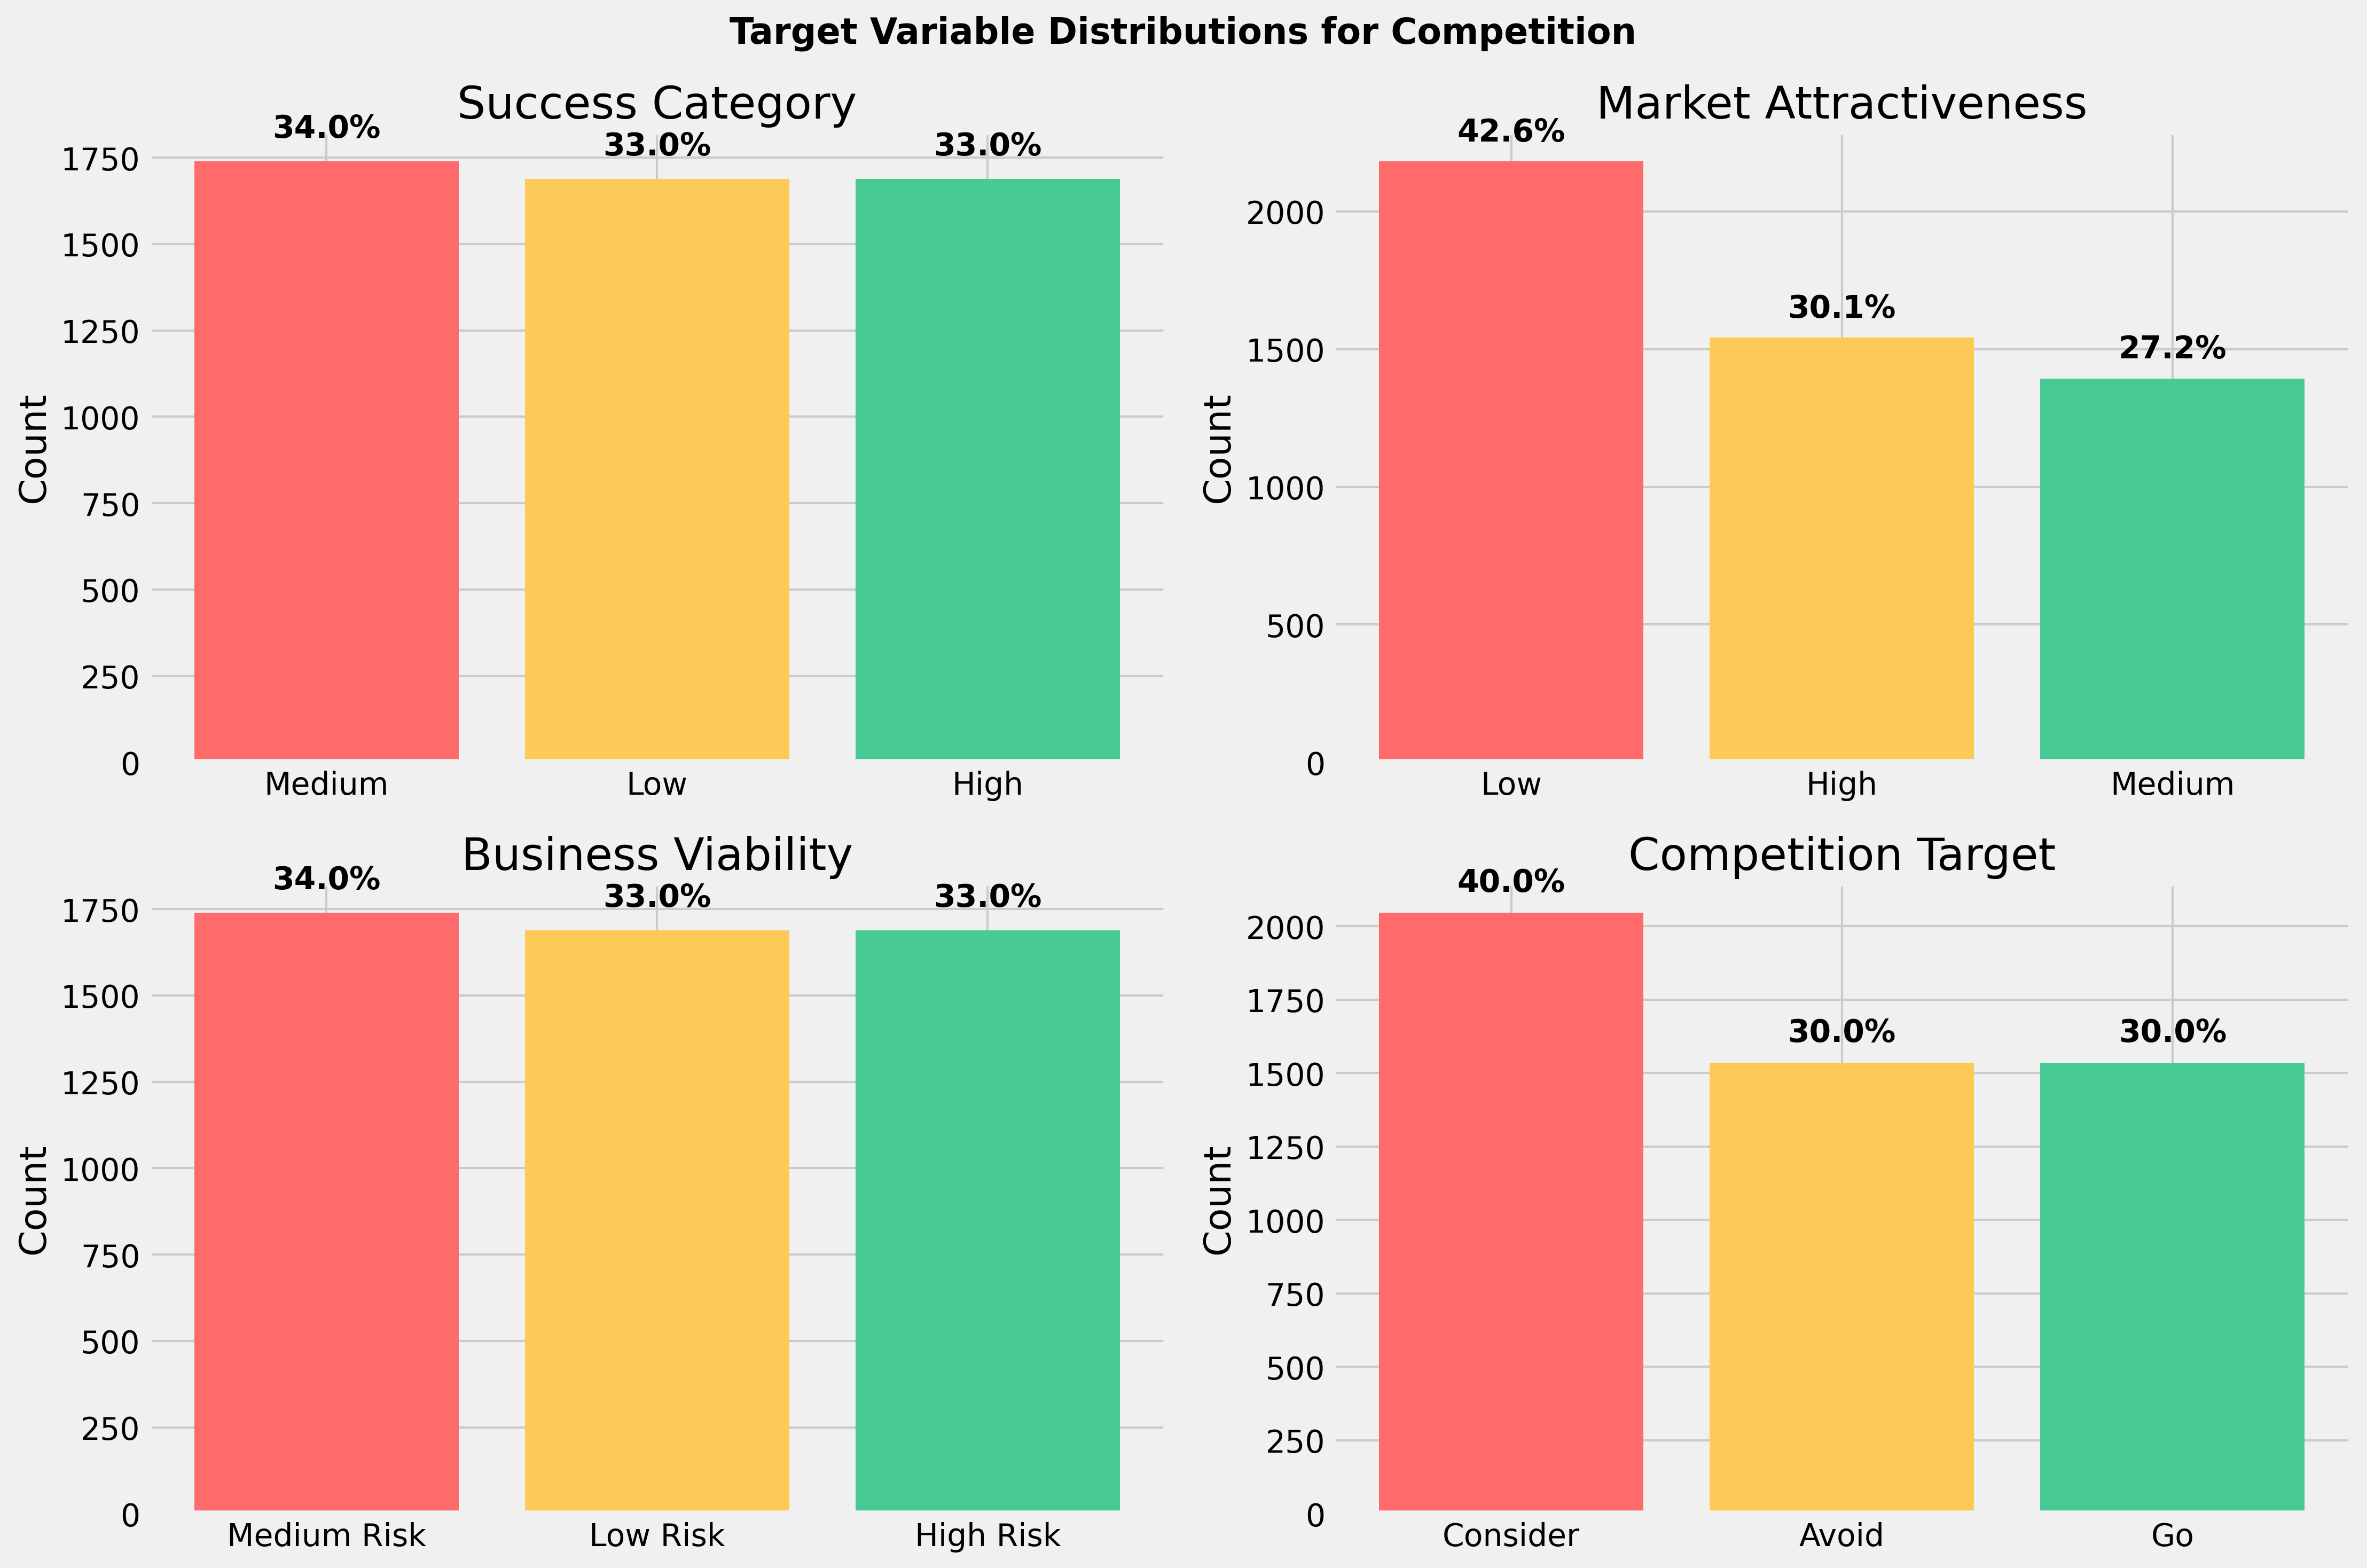 Target Variable Distributions for Competition
Success Category
34.0%
33.0%
33.0%
1750
1500
1250
1000
750
500
250
0
Count
Medium
Low
High
Market Attractiveness
42.6%
30.1%
27.2%
2000
1500
1000
500
0
Count
Low
High
Medium
Business Viability
34.0%
33.0%
33.0%
1750
1500
1250
1000
750
500
250
0
Count
Medium Risk
Low Risk
High Risk
Competition Target
40.0%
30.0%
30.0%
2000
1750
1500
1250
1000
750
500
250
0
Count
Consider
Avoid
Go